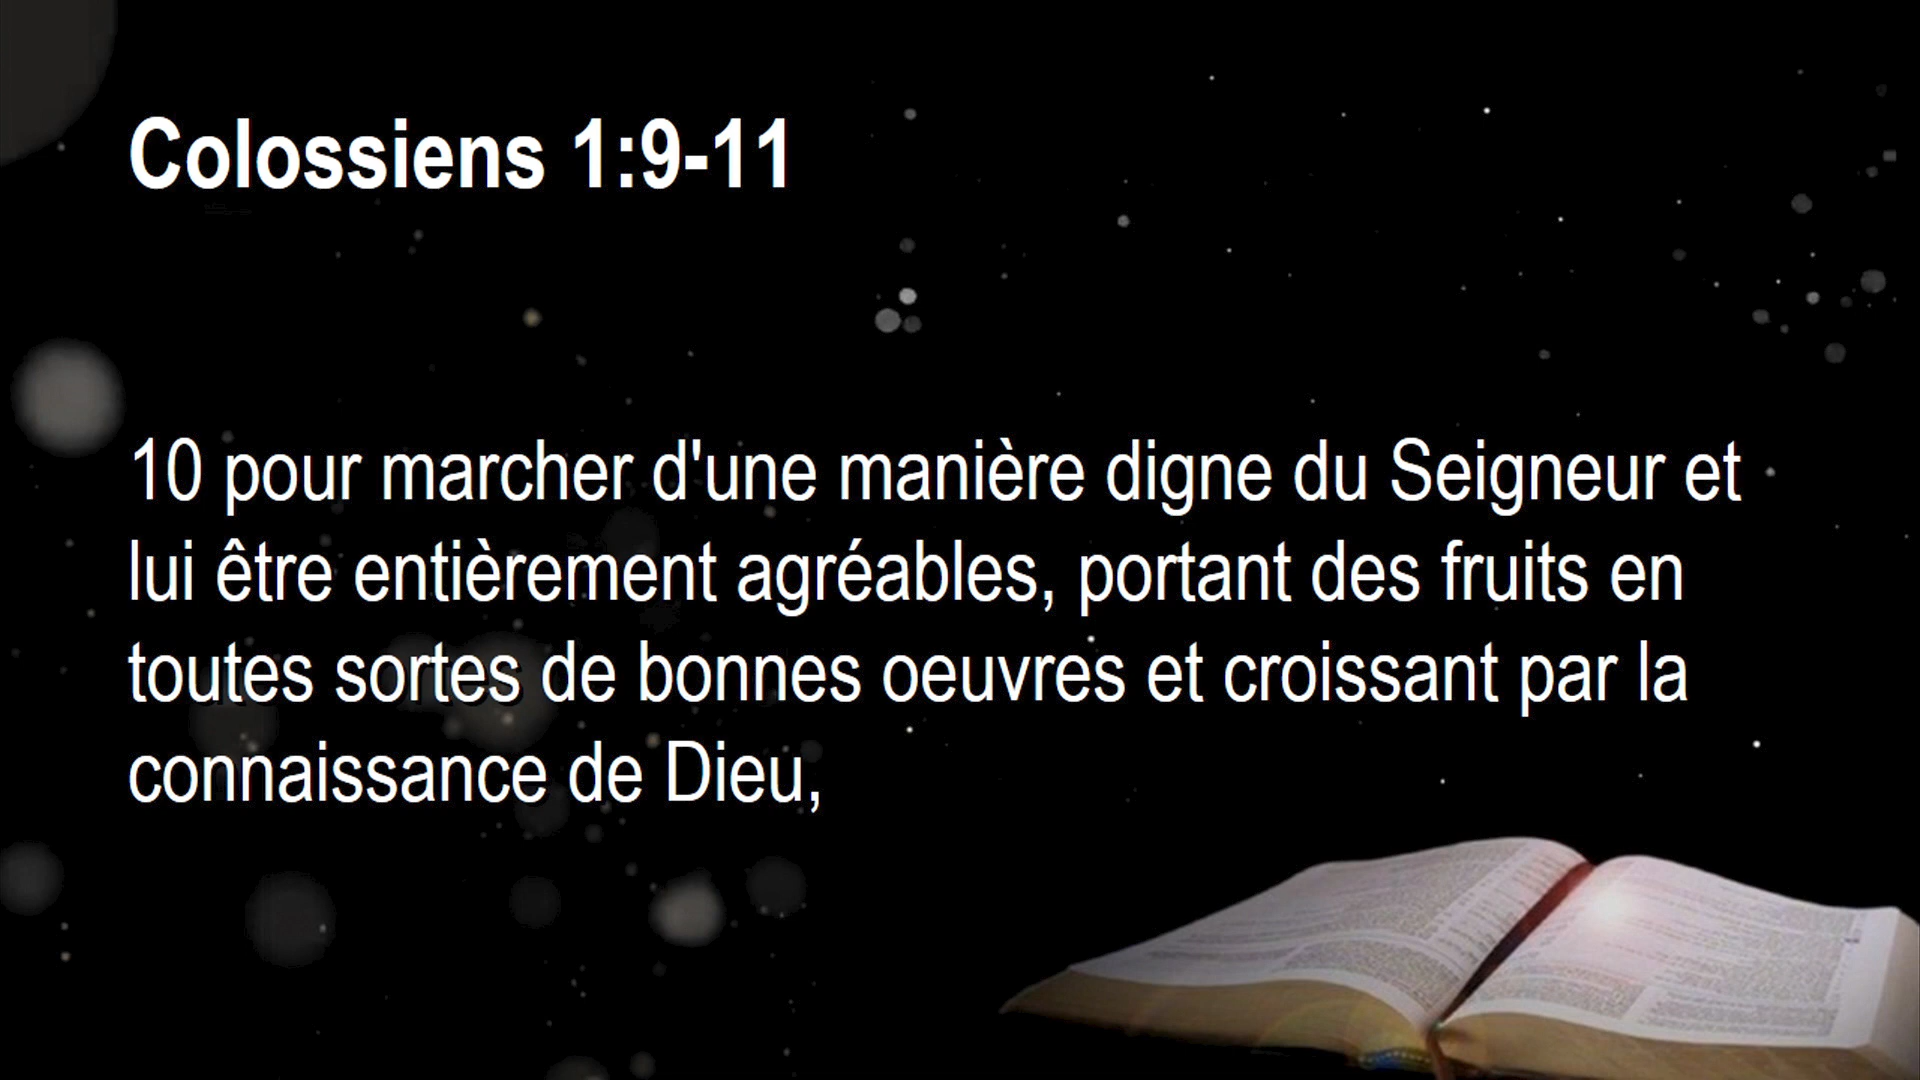 Colossiens 1:9-11
10 pour marcher d'une manière digne du Seigneur et
lui être entièrement agréables, portant des fruits en
toutes sortes de bonnes oeuvres et croissant par la
connaissance de Dieu,